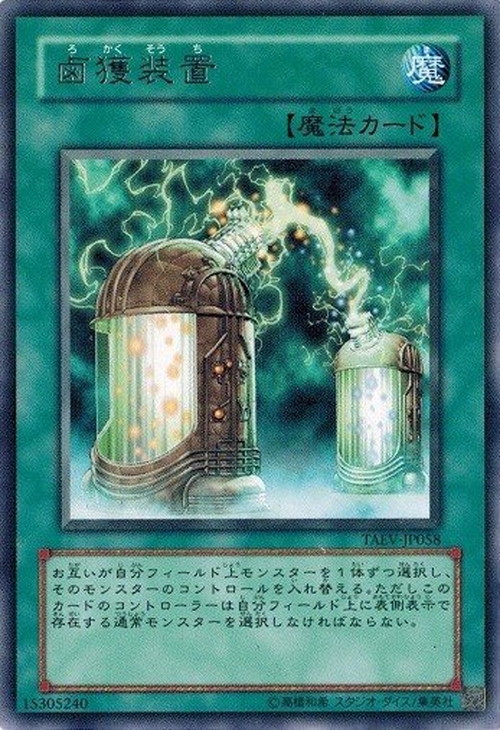 ろかくそうち
鹵獲装置
魔
まほう
【魔法カード】
TAEV-JP058
お互いが自分フィールド上モンスターを1体ずつ選択し、
そのモンスターのコントロールを入れ替える。ただしこの
カードのコントローラーは自分フィールド上に表側表示で
存在する通常モンスターを選択しなければならない。
15305240
©高橋和希 スタジオ・ダイス/集英社